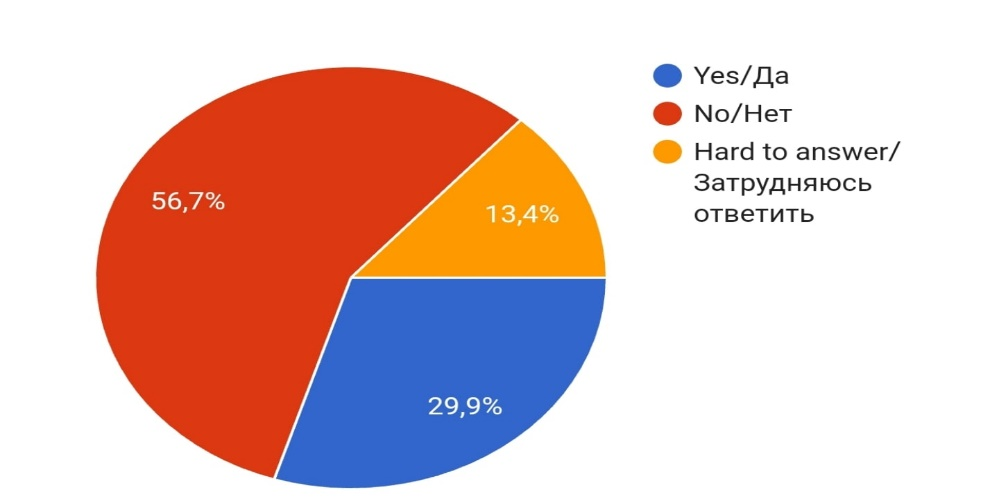 Yes/Да
No/Нет
Hard to answer/
Затрудняюсь
ответить
56,7%
13,4%
29,9%